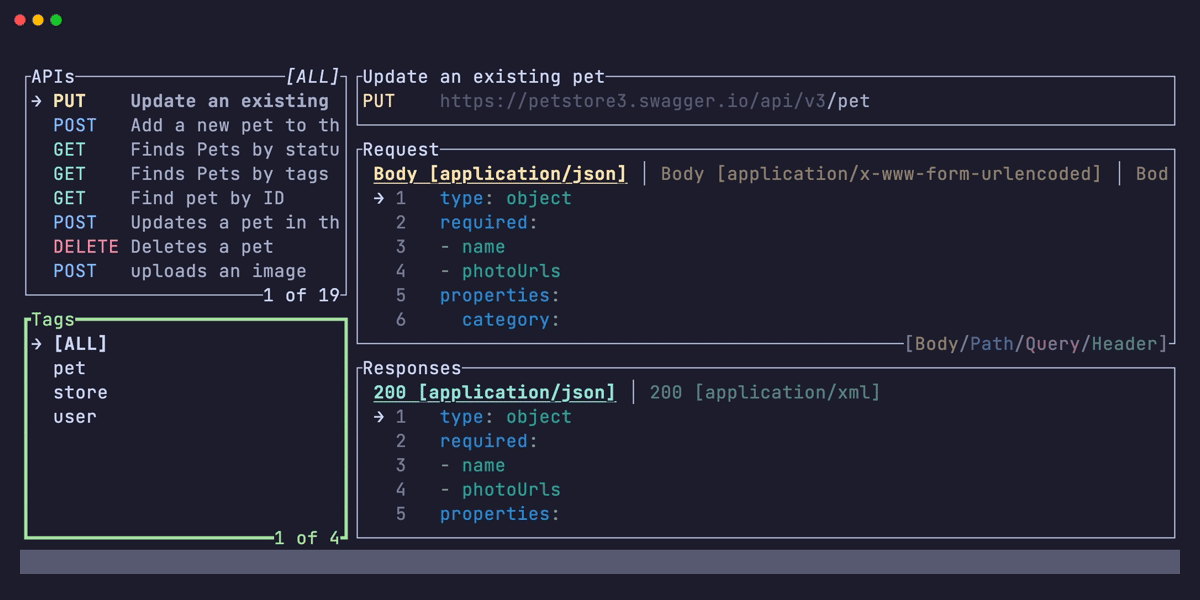 APIs [ALL]
→ PUT Update an existing
POST Add a new pet to th
GET Finds Pets by statu
GET Finds Pets by tags
GET Find pet by ID
POST Updates a pet in th
DELETE Deletes a pet
POST uploads an image
1 of 19
Tags
→ [ALL]
pet
store
user
1 of 4
Update an existing pet
PUT https://petstore3.swagger.io/api/v3/pet
Request
Body [application/json] │ Body [application/x-www-form-urlencoded] │ Bod
→ 1 type: object
2 required:
3 - name
4 - photoUrls
5 properties:
6 category:
[Body/Path/Query/Header]
Responses
200 [application/json] │ 200 [application/xml]
→ 1 type: object
2 required:
3 - name
4 - photoUrls
5 properties: